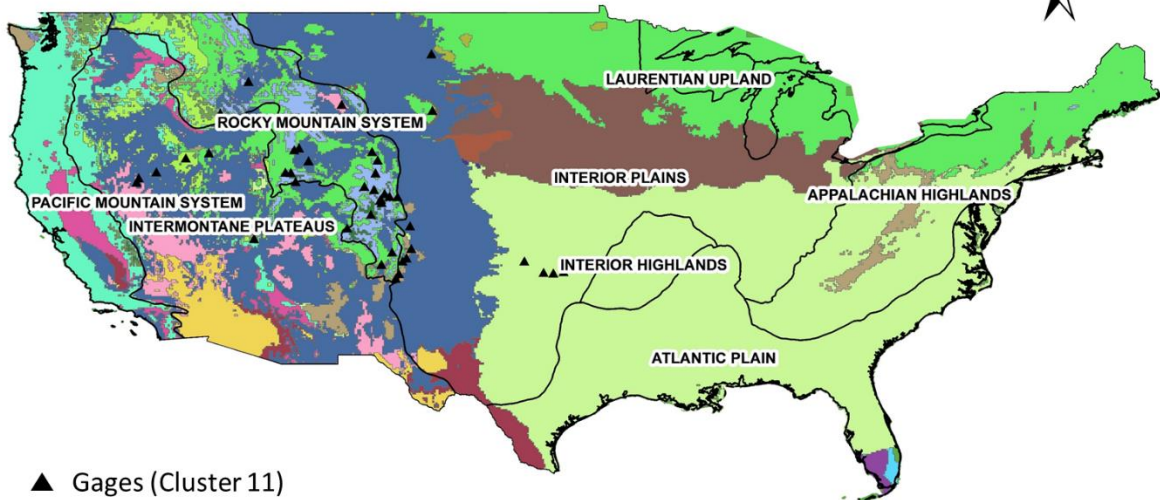 LAURENTIAN UPLAND
ROCKY MOUNTAIN SYSTEM
INTERIOR PLAINS
APPALACHIAN HIGHLANDS
PACIFIC MOUNTAIN SYSTEM
INTERMONTANE PLATEAUS
INTERIOR HIGHLANDS
ATLANTIC PLAIN
Gages (Cluster 11)